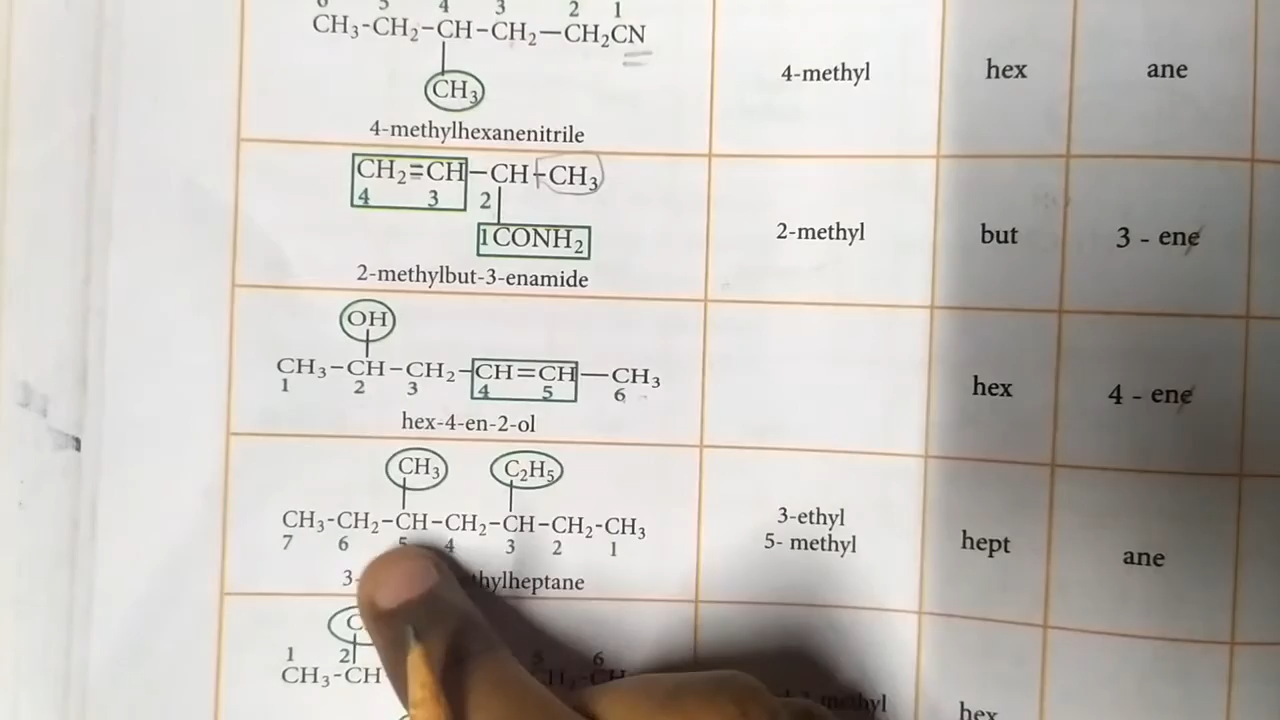 5 4 3 2 1
CH₃-CH₂-CH-CH₂-CH₂CN
CH₃
4-methylhexanenitrile
4-methyl
hex
ane
CH₂=CH-CH-CH₃
4 3 2
1CONH₂
2-methylbut-3-enamide
2-methyl
but
3 - ene
OH
CH₃-CH-CH₂-CH=CH-CH₃
1 2 3 4 5 6
hex-4-en-2-ol
hex
4 - ene
CH₃ C₂H₅
CH₃-CH₂-CH-CH₂-CH-CH₂-CH₃
7 6 5 4 3 2 1
3-
3-ethyl
5- methyl
hept
ane
1 2 6
CH₃-CH
hex